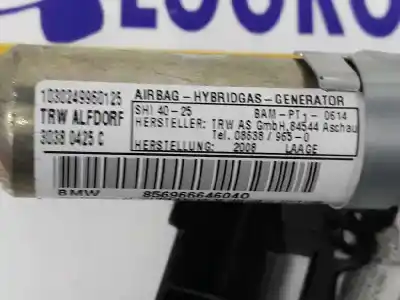 1030249960125
TRW ALFDORF
3038 0425 C
AIRBAG-HYBRIDGAS-GENERATOR
SHI 40-25 BAM-PT1-0614
HERSTELLER: TRW AS GmbH, 84544 Aschau
Tel. 08638 / 965-0
HERSTELLUNG: 2008 LAAGE
BMW 856966646040